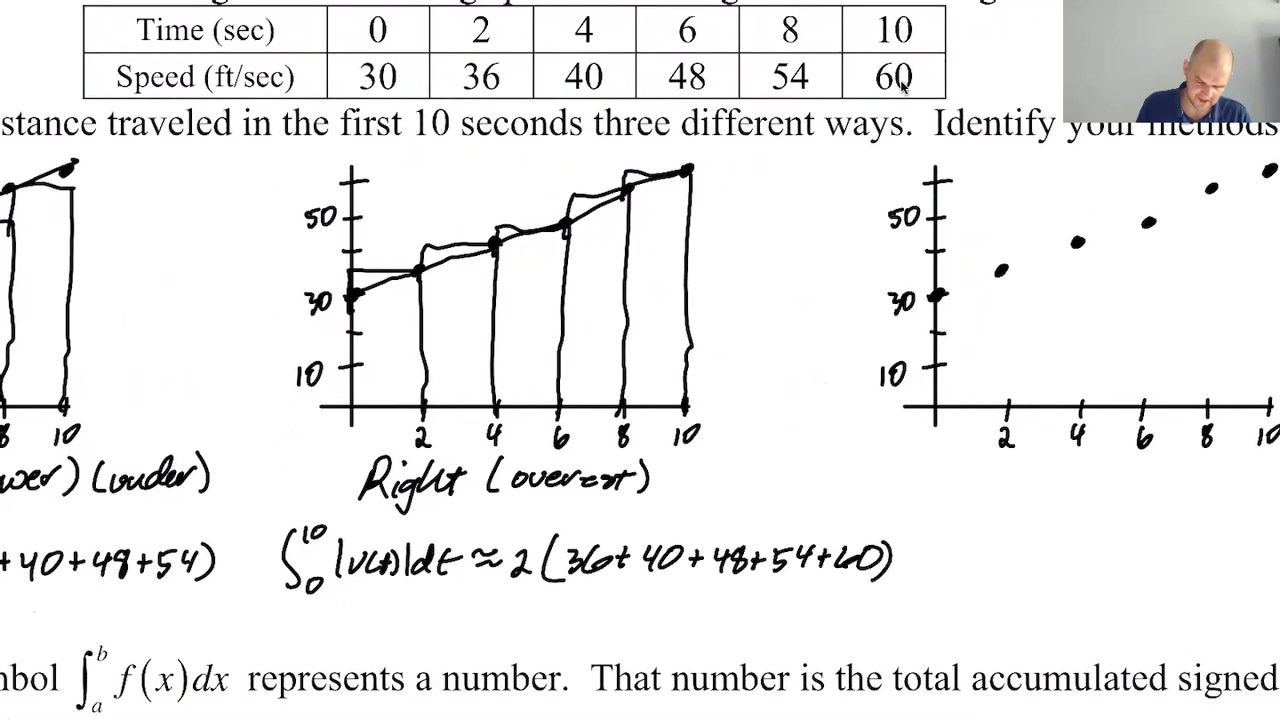 Time (sec) 0 2 4 6 8 10
Speed (ft/sec) 30 36 40 48 54 60
stance traveled in the first 10 seconds three different ways. Identify your methods
50 50
30 30
10 10
8 10 2 4 6 8 10 2 4 6 8 10
wer) (under) Right (overest)
+40+48+54) ∫₀¹⁰ |v(t)|dt ≈ 2 (36+40+48+54+60)
mbol ∫ₐᵇ f(x)dx represents a number. That number is the total accumulated signed